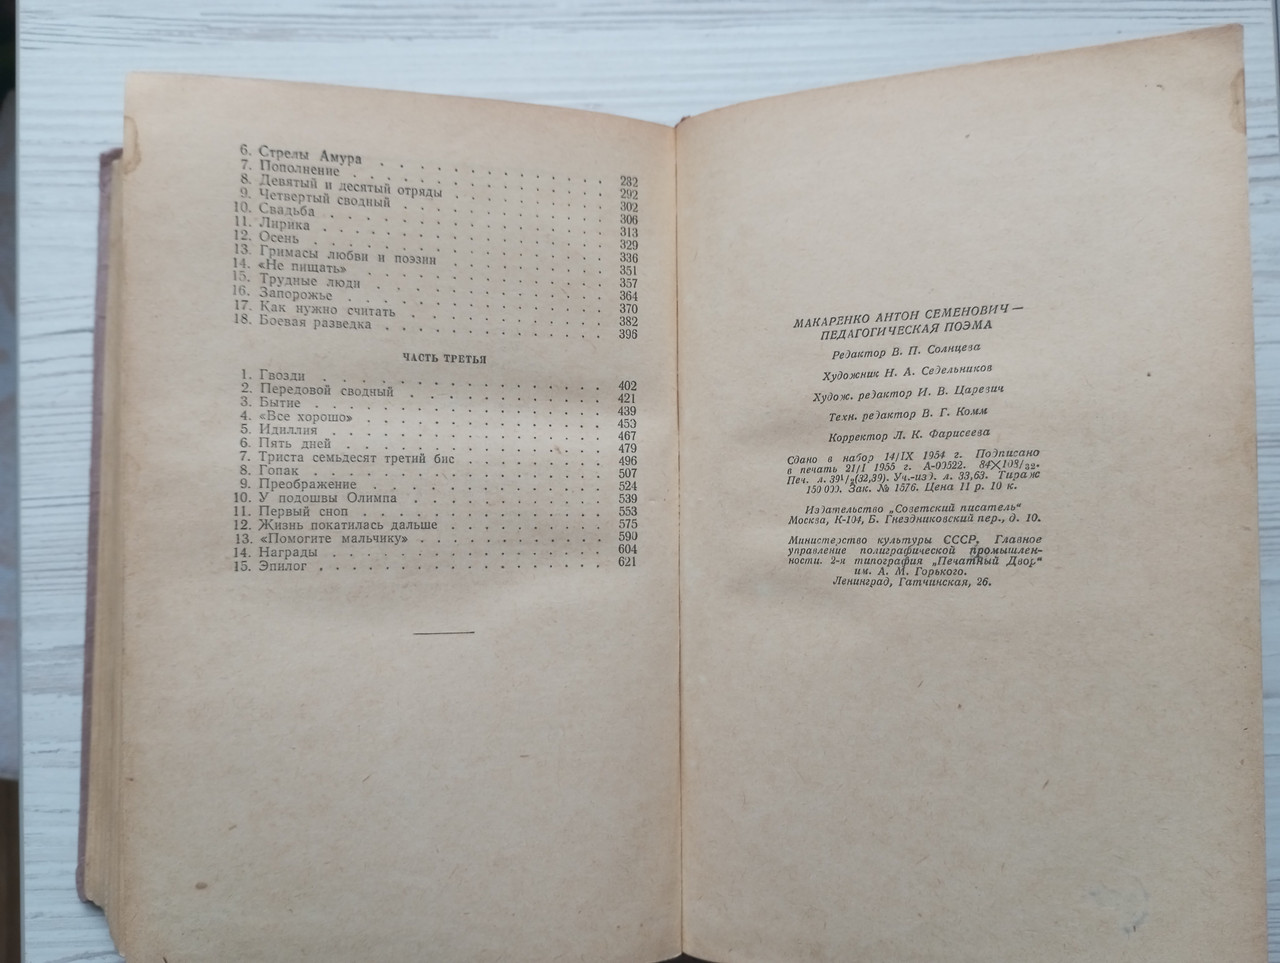 6. Стрелы Амура . . . . . . . . . . . . . . 282
7. Пополнение . . . . . . . . . . . . . . . 292
8. Девятый и десятый отряды . . . . . . . . 302
9. Четвертый сводный . . . . . . . . . . . . 306
10. Свадьба . . . . . . . . . . . . . . . . 313
11. Лирика . . . . . . . . . . . . . . . . 329
12. Осень . . . . . . . . . . . . . . . . . 336
13. Гримасы любви и поэзии . . . . . . . . . 351
14. «Не пищать» . . . . . . . . . . . . . . 357
15. Трудные люди . . . . . . . . . . . . . . 364
16. Запорожье . . . . . . . . . . . . . . . 370
17. Как нужно считать . . . . . . . . . . . 382
18. Боевая разведка . . . . . . . . . . . . 396
ЧАСТЬ ТРЕТЬЯ
1. Гвозди . . . . . . . . . . . . . . . . . 402
2. Передовой сводный . . . . . . . . . . . . 421
3. Бытие . . . . . . . . . . . . . . . . . 439
4. «Все хорошо» . . . . . . . . . . . . . . 453
5. Идиллия . . . . . . . . . . . . . . . . 467
6. Пять дней . . . . . . . . . . . . . . . 479
7. Триста семьдесят третий бис . . . . . . . 496
8. Гопак . . . . . . . . . . . . . . . . . 507
9. Преображение . . . . . . . . . . . . . . 524
10. У подошвы Олимпа . . . . . . . . . . . . 539
11. Первый сноп . . . . . . . . . . . . . . 553
12. Жизнь покатилась дальше . . . . . . . . 575
13. «Помогите мальчику» . . . . . . . . . . 590
14. Награды . . . . . . . . . . . . . . . . 604
15. Эпилог . . . . . . . . . . . . . . . . 621
МАКАРЕНКО АНТОН СЕМЕНОВИЧ —
ПЕДАГОГИЧЕСКАЯ ПОЭМА
Редактор В. П. Солнцева
Художник Н. А. Седельников
Худож. редактор И. В. Царевич
Техн. редактор В. Г. Комм
Корректор Л. К. Фарисеева
Сдано в набор 14/IX 1954 г. Подписано
в печать 21/I 1955 г. А-00522. 84×108/32.
Печ. л. 39 1/2(32,39). Уч.-изд. л. 33,63. Тираж
150 000. Зак. № 1576. Цена 11 р. 10 к.
Издательство „Советский писатель“
Москва, К-104, Б. Гнездниковский пер., д. 10.
Министерство культуры СССР. Главное
управление полиграфической промышлен-
ности. 2-я типография „Печатный Двор“
им. А. М. Горького.
Ленинград, Гатчинская, 26.